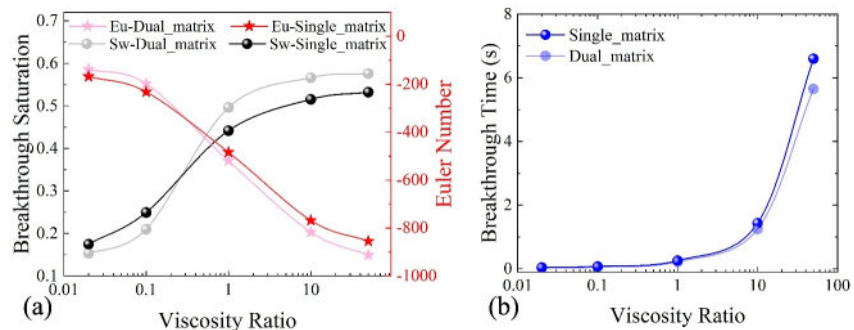 Eu-Dual_matrix Eu-Single_matrix
Sw-Dual_matrix Sw-Single_matrix
0.7
0.6
0.5
0.4
0.3
0.2
0.1
Breakthrough Saturation
0
-200
-400
-600
-800
-1000
Euler Number
0.01 0.1 1 10
(a)
Viscosity Ratio
Single_matrix
Dual_matrix
8
6
4
2
0
Breakthrough Time (s)
0.01 0.1 1 10 100
(b)
Viscosity Ratio